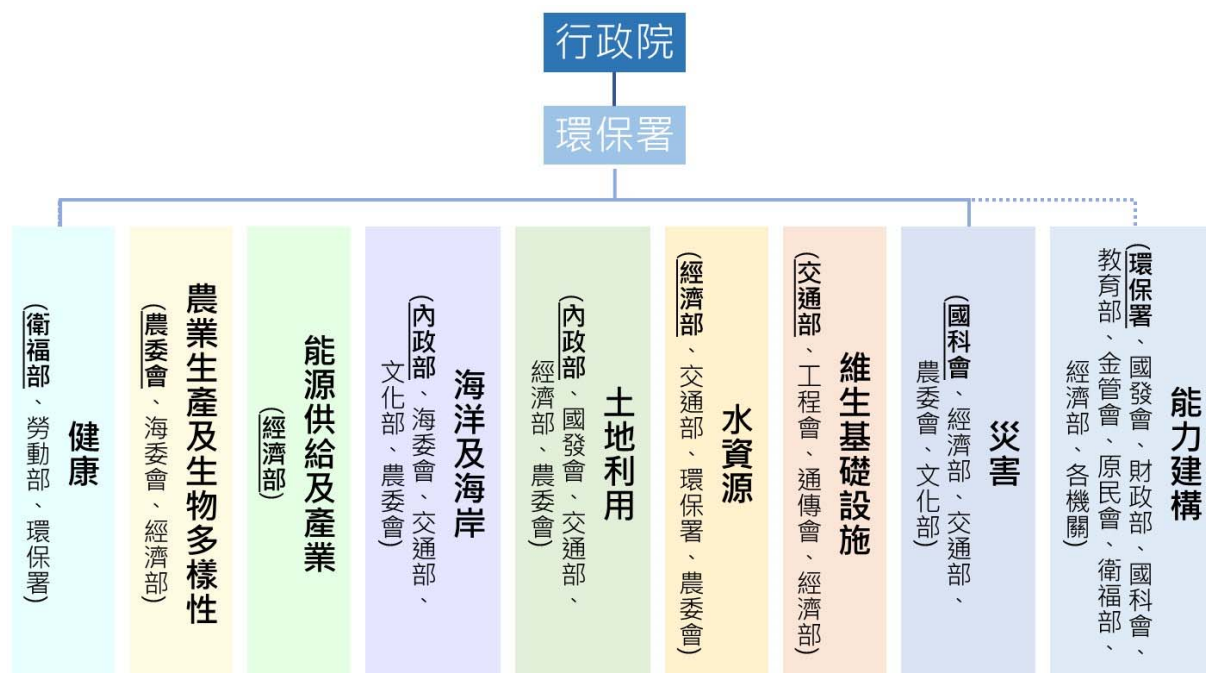 行政院
環保署
能力建構
(環保署、國發會、財政部、國科會、
教育部、金管會、原民會、衛福部、
經濟部、各機關)
災害
(國科會、經濟部、交通部、
農委會、文化部)
維生基礎設施
(交通部、工程會、通傳會、經濟部)
水資源
(經濟部、交通部、環保署、農委會)
土地利用
(內政部、國發會、交通部、
經濟部、農委會)
海洋及海岸
(內政部、海委會、交通部、
文化部、農委會)
能源供給及產業
(經濟部)
農業生產及生物多樣性
(農委會、海委會、經濟部)
健康
(衛福部、勞動部、環保署)